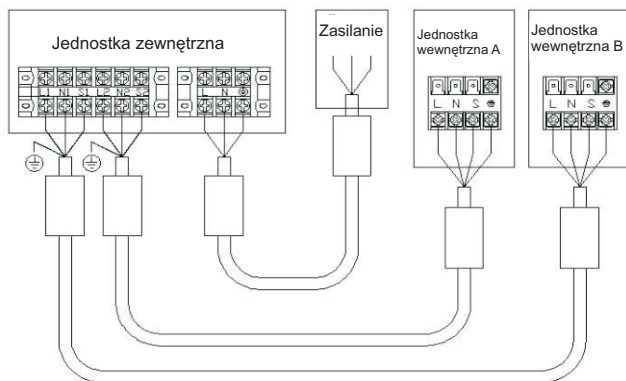 Jednostka zewnętrzna
L1 N1 S1 L2 N2 S2
L N
Zasilanie
Jednostka
wewnętrzna A
L N S
Jednostka
wewnętrzna B
L N S